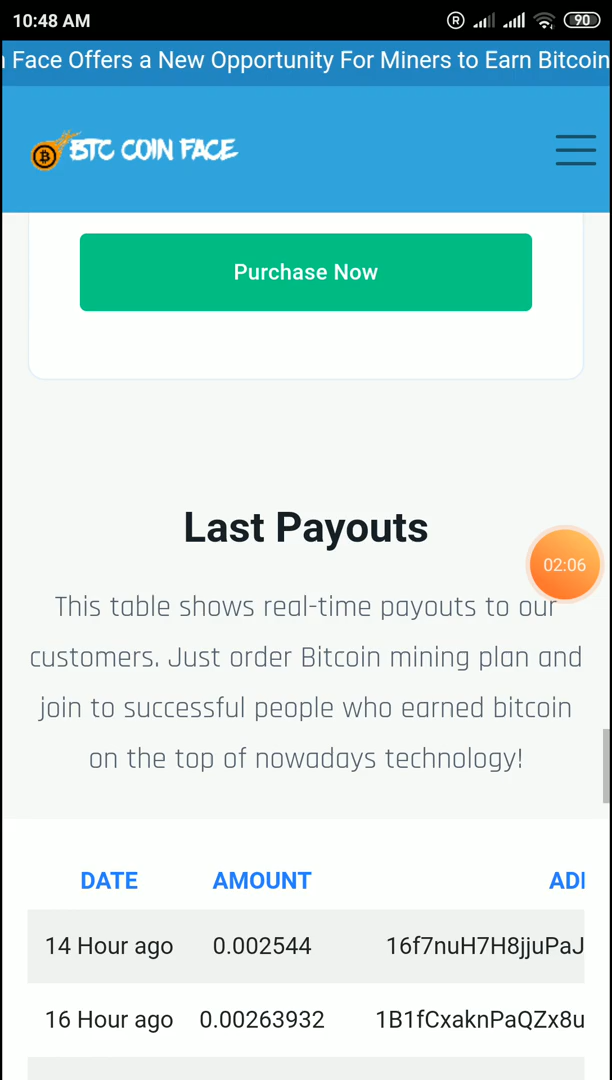 10:48 AM R 90
Face Offers a New Opportunity For Miners to Earn Bitcoin
BTC COIN FACE
Purchase Now
Last Payouts
02:06
This table shows real-time payouts to our
customers. Just order Bitcoin mining plan and
join to successful people who earned bitcoin
on the top of nowadays technology!
DATE AMOUNT ADD
14 Hour ago 0.002544 16f7nuH7H8jjuPaJ
16 Hour ago 0.00263932 1B1fCxaknPaQZx8u